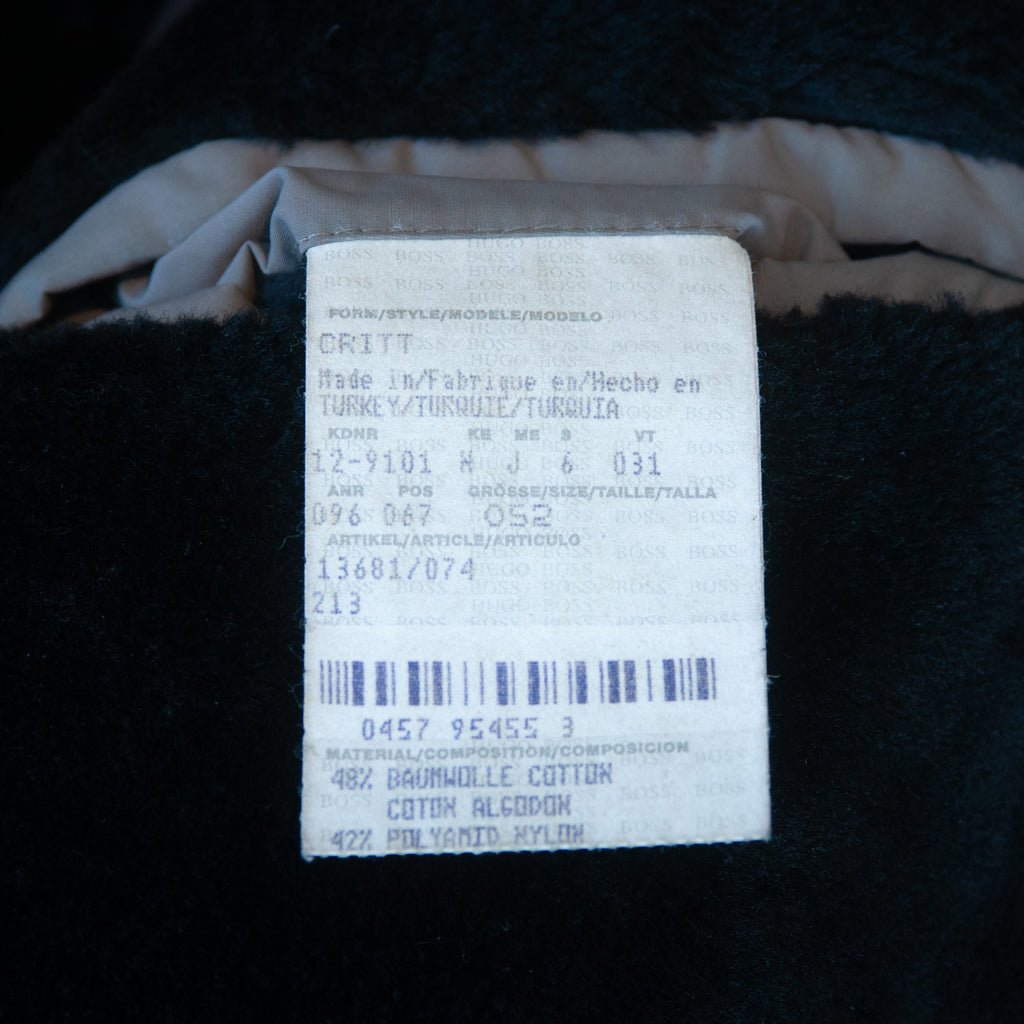 FORM/STYLE/MODELE/MODELO
CRITT
Made in/Fabrique en/Hecho en
TURKEY/TURQUIE/TURQUIA
KDNR KE ME S VT
12-9101 N J 6 031
ANR POS GRÖSSE/SIZE/TAILLE/TALLA
096 067 052
ARTIKEL/ARTICLE/ARTICULO
13681/074
213
0457 95455 3
MATERIAL/COMPOSITION/COMPOSICION
48% BAUMWOLLE COTTON
COTON ALGODON
42% POLYAMID NYLON